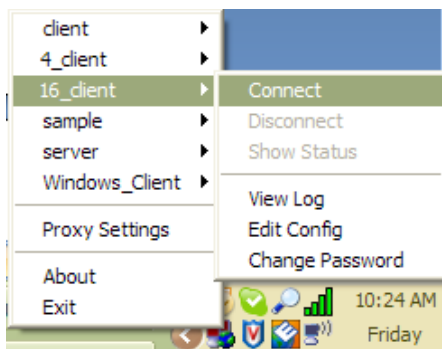 client
4_client
16_client
sample
server
Windows_Client
Proxy Settings
About
Exit
Connect
Disconnect
Show Status
View Log
Edit Config
Change Password
10:24 AM
Friday